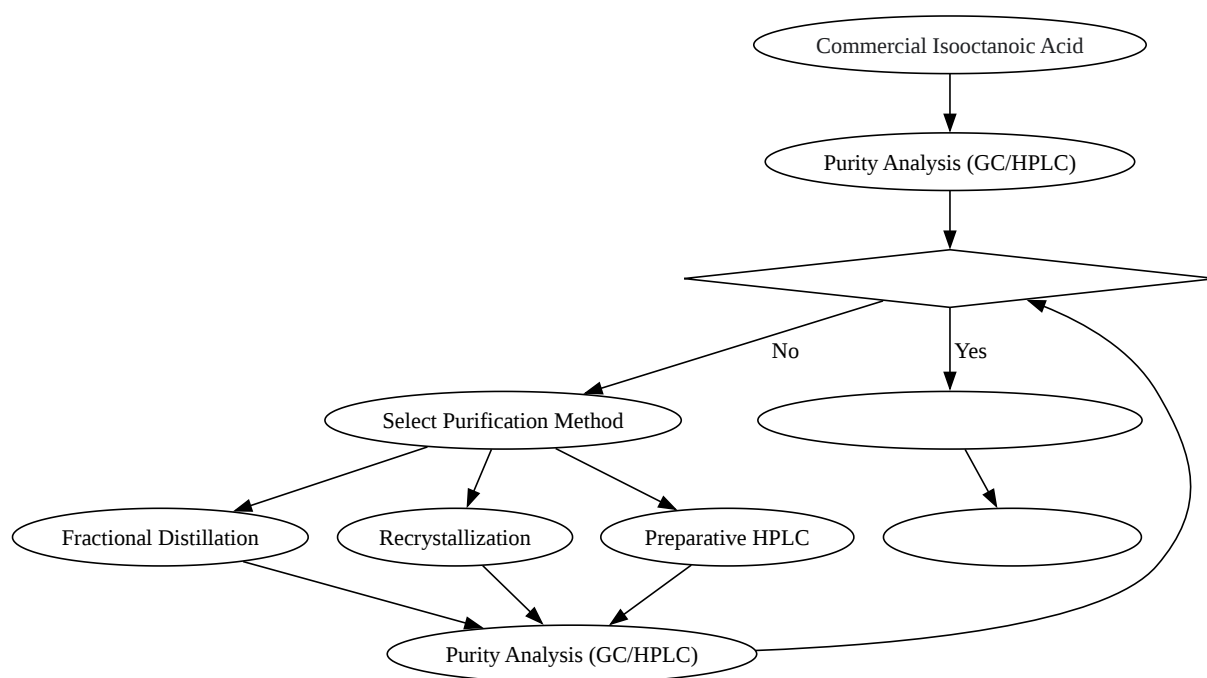 Commercial Isooctanoic Acid
Purity Analysis (GC/HPLC)
No
Yes
Select Purification Method
Fractional Distillation
Recrystallization
Preparative HPLC
Purity Analysis (GC/HPLC)